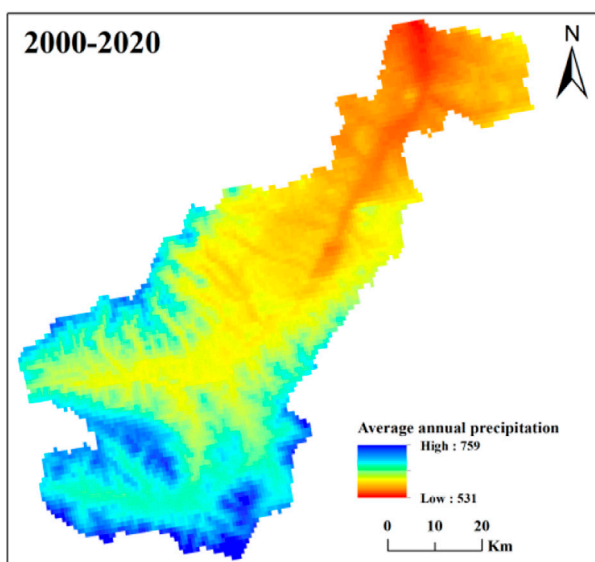 2000-2020
N
Average annual precipitation
High : 759
Low : 531
0 10 20
Km